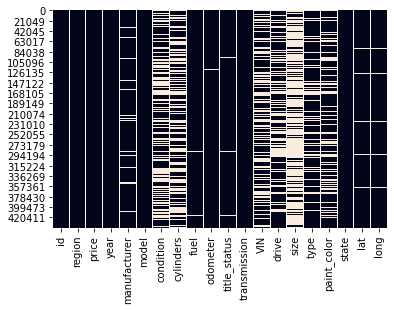 0
21049
42045
63017
84038
105096
126135
147122
168105
189149
210074
231010
252055
273179
294194
315224
336269
357361
378430
399473
420411
id
region
price
year
manufacturer
model
condition
cylinders
fuel
odometer
title_status
transmission
VIN
drive
size
type
paint_color
state
lat
long